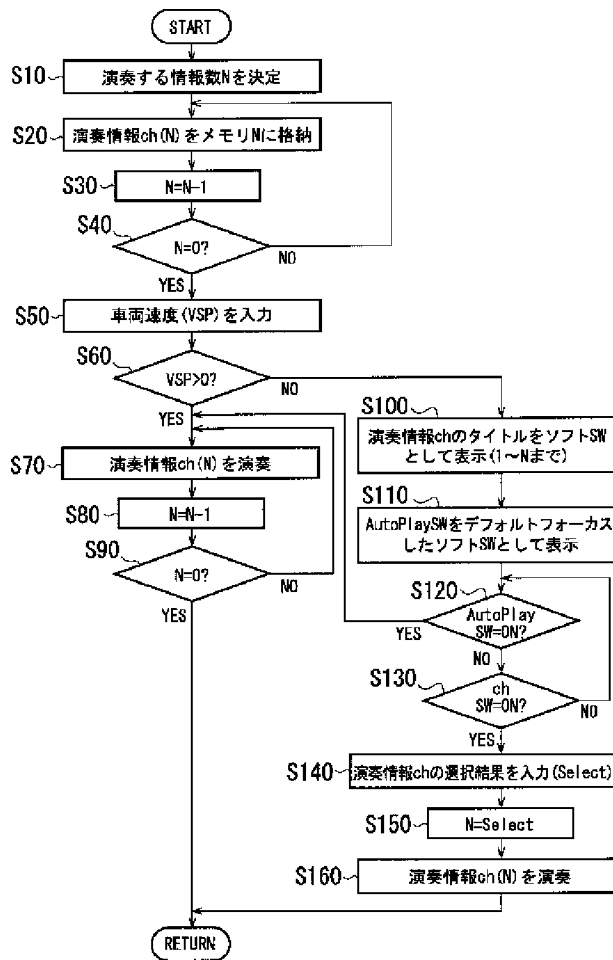 START
S10
演奏する情報数Nを決定
S20
演奏情報ch(N)をメモリNに格納
S30
N=N-1
S40
N=0?
NO
YES
S50
車両速度(VSP)を入力
S60
VSP>0?
NO
YES
S70
演奏情報ch(N)を演奏
S80
N=N-1
S90
N=0?
NO
YES
S100
演奏情報chのタイトルをソフトSW
として表示(1~Nまで)
S110
AutoPlaySWをデフォルトフォーカス
したソフトSWとして表示
S120
AutoPlay
SW=ON?
YES
NO
S130
ch
SW=ON?
NO
YES
S140
演奏情報chの選択結果を入力(Select)
S150
N=Select
S160
演奏情報ch(N)を演奏
RETURN